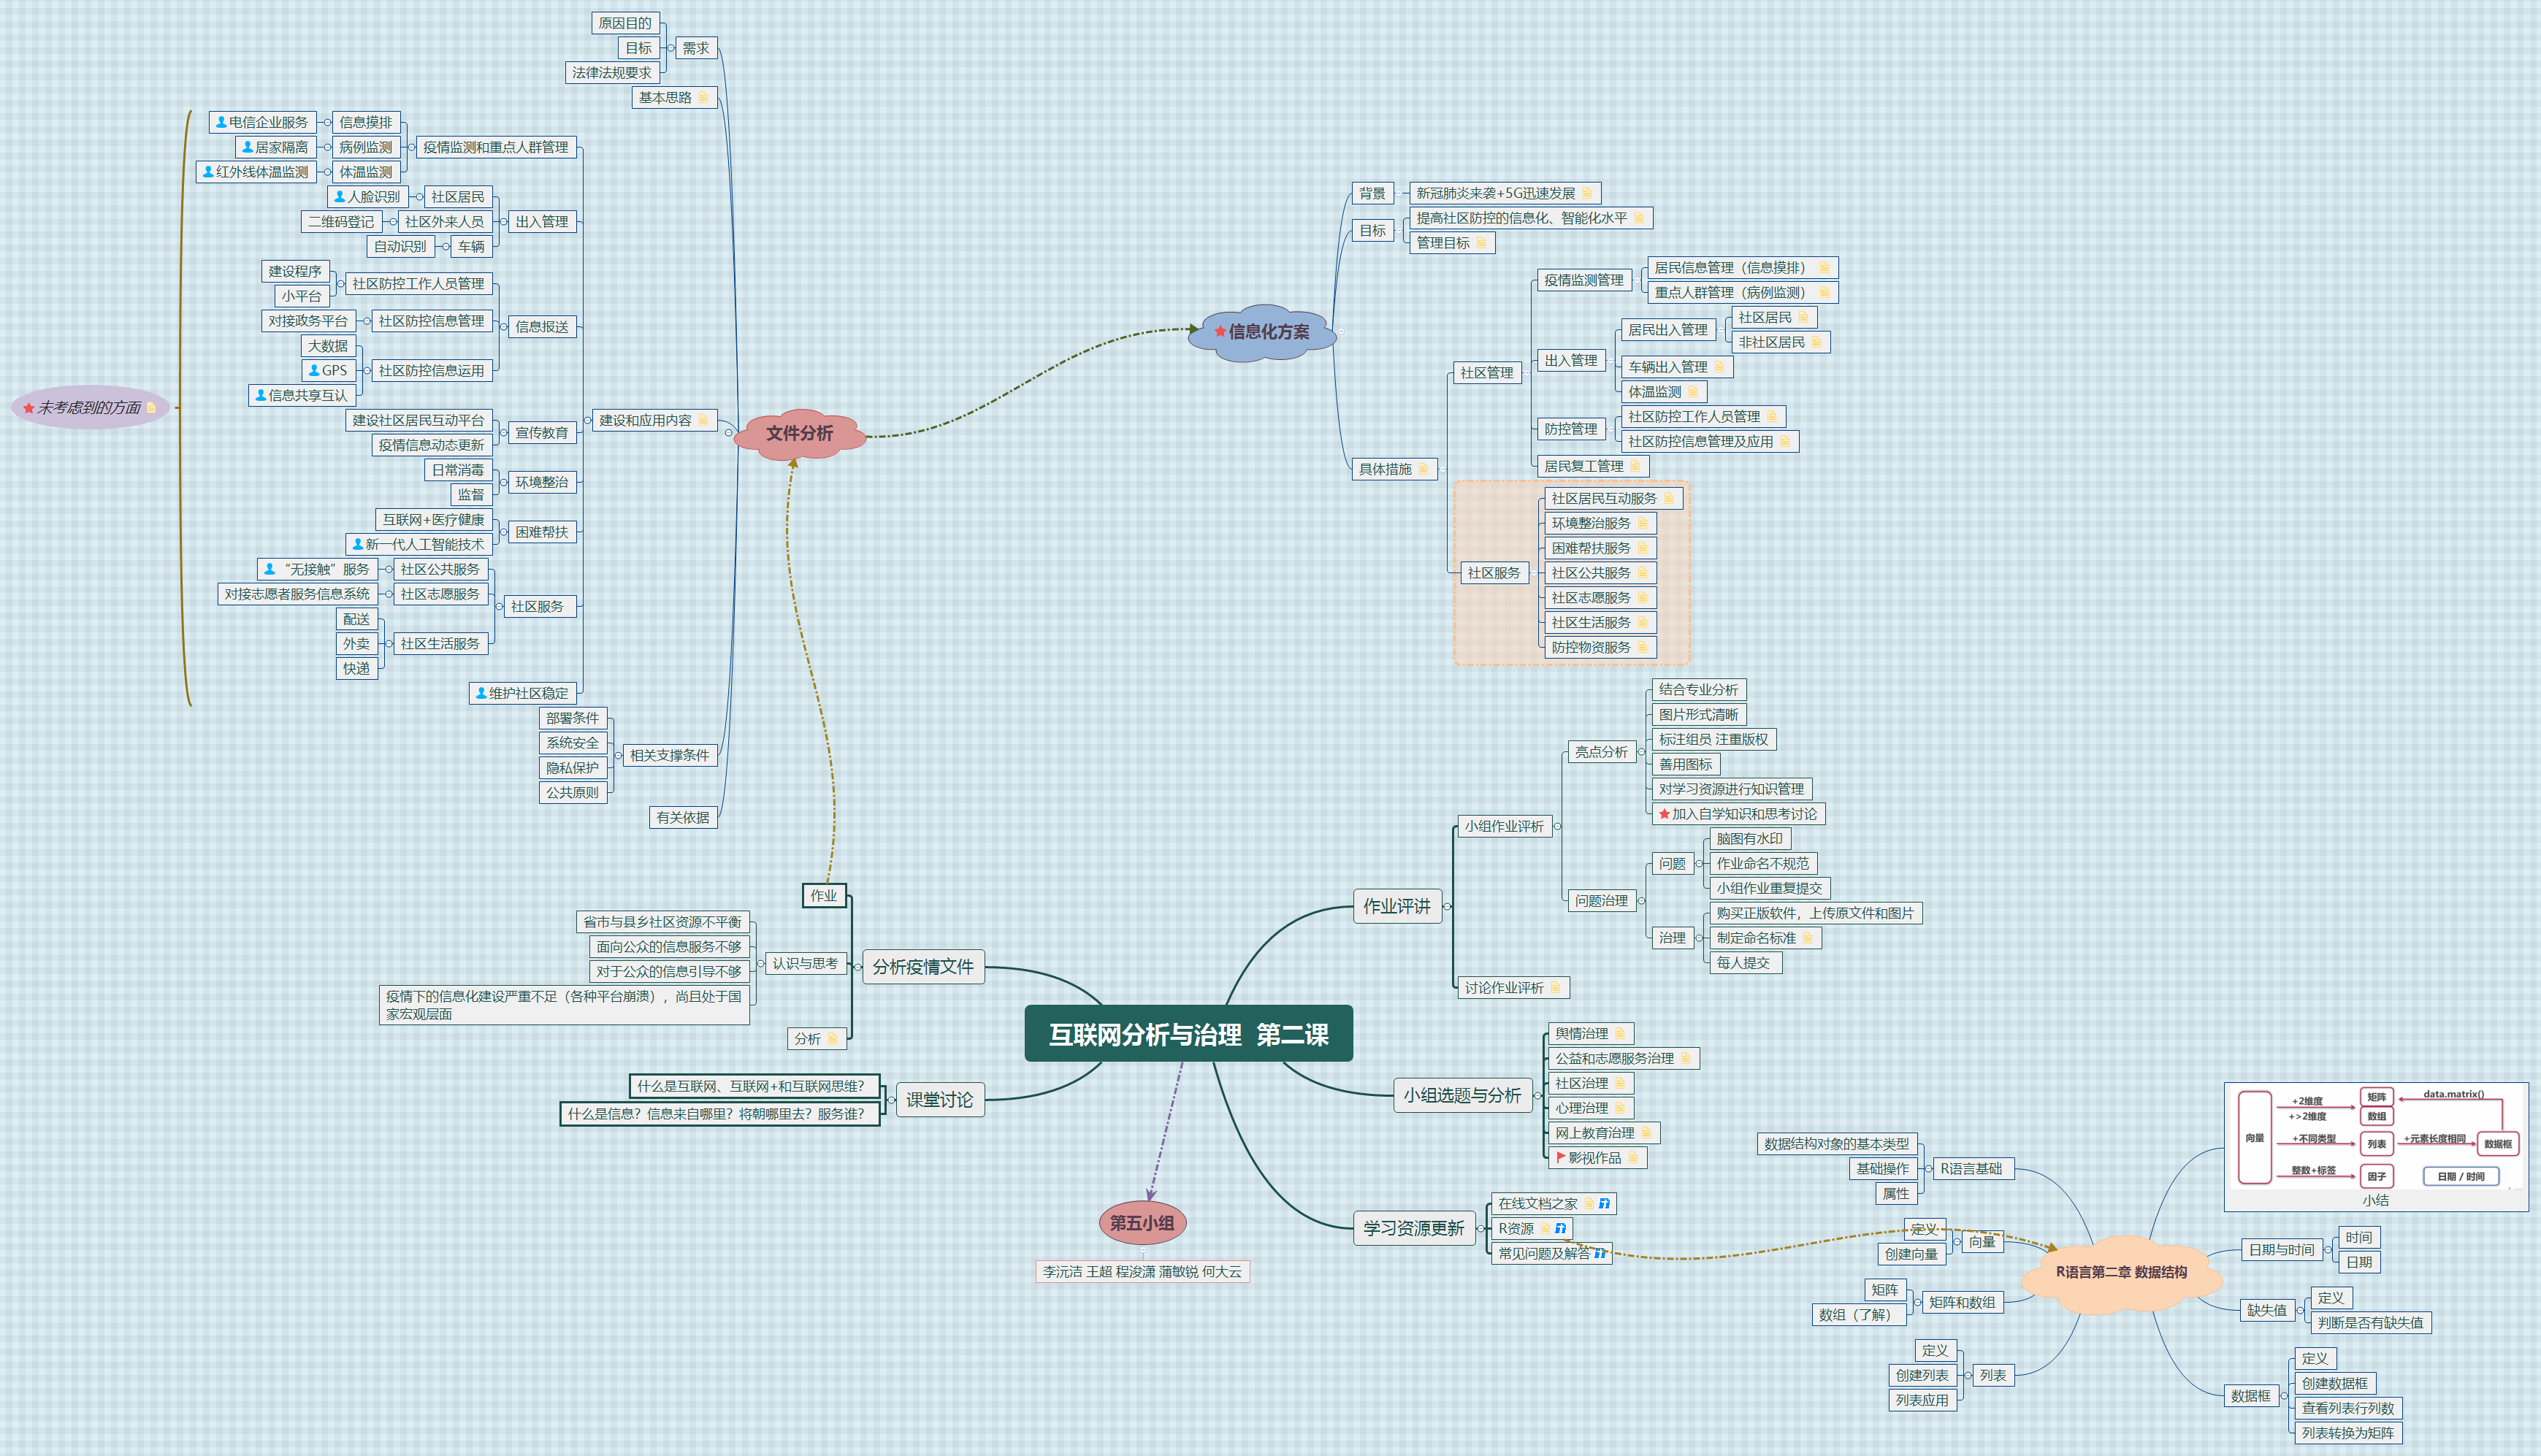 原因目的
目标
法律法规要求
需求
基本思路
电信企业服务
信息摸排
居家隔离
病例监测
红外线体温监测
体温监测
疫情监测和重点人群管理
人脸识别
社区居民
二维码登记
社区外来人员
自动识别
车辆
出入管理
建设程序
小平台
社区防控工作人员管理
对接政务平台
社区防控信息管理
大数据
GPS
信息共享互认
社区防控信息运用
信息报送
未考虑到的方面
建设社区居民互动平台
疫情信息动态更新
宣传教育
日常消毒
监督
环境整治
互联网+医疗健康
新一代人工智能技术
困难帮扶
“无接触”服务
社区公共服务
对接志愿者服务信息系统
社区志愿服务
配送
外卖
快递
社区生活服务
社区服务
维护社区稳定
建设和应用内容
部署条件
系统安全
隐私保护
公共原则
相关支撑条件
有关依据
文件分析
信息化方案
背景
新冠肺炎来袭+5G迅速发展
目标
提高社区防控的信息化、智能化水平
管理目标
具体措施
社区管理
疫情监测管理
居民信息管理（信息摸排）
重点人群管理（病例监测）
出入管理
居民出入管理
社区居民
非社区居民
车辆出入管理
体温监测
防控管理
社区防控工作人员管理
社区防控信息管理及应用
居民复工管理
社区服务
社区居民互动服务
环境整治服务
困难帮扶服务
社区公共服务
社区志愿服务
社区生活服务
防控物资服务
互联网分析与治理 第二课
作业评讲
小组作业评析
亮点分析
结合专业分析
图片形式清晰
标注组员 注重版权
善用图标
对学习资源进行知识管理
加入自学知识和思考讨论
问题治理
问题
脑图有水印
作业命名不规范
小组作业重复提交
治理
购买正版软件，上传原文件和图片
制定命名标准
每人提交
讨论作业评析
小组选题与分析
舆情治理
公益和志愿服务治理
社区治理
心理治理
网上教育治理
影视作品
学习资源更新
在线文档之家
R资源
常见问题及解答
分析疫情文件
作业
认识与思考
省市与县乡社区资源不平衡
面向公众的信息服务不够
对于公众的信息引导不够
疫情下的信息化建设严重不足（各种平台崩溃），尚且处于国
家宏观层面
分析
课堂讨论
什么是互联网、互联网+和互联网思维？
什么是信息？信息来自哪里？将朝哪里去？服务谁？
第五小组
李沅洁 王超 程浚潇 蒲敏锐 何大云
R语言第二章 数据结构
R语言基础
数据结构对象的基本类型
基础操作
属性
向量
定义
创建向量
矩阵和数组
矩阵
数组（了解）
列表
定义
创建列表
列表应用
向量
+2维度
+>2维度
矩阵
数组
data.matrix()
+不同类型
列表
+元素长度相同
数据框
整数+标签
因子
日期 / 时间
小结
日期与时间
时间
日期
缺失值
定义
判断是否有缺失值
数据框
定义
创建数据框
查看列表行列数
列表转换为矩阵